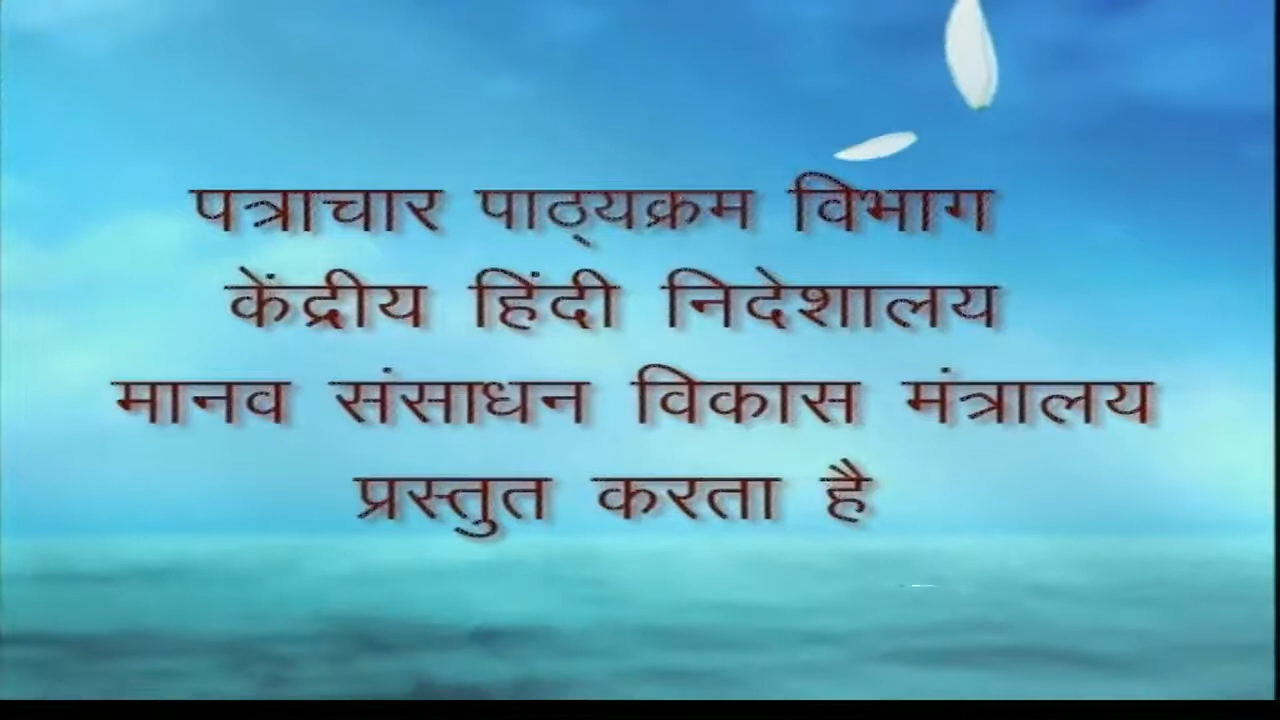 पत्राचार पाठ्यक्रम विभाग
केंद्रीय हिंदी निदेशालय
मानव संसाधन विकास मंत्रालय
प्रस्तुत करता है